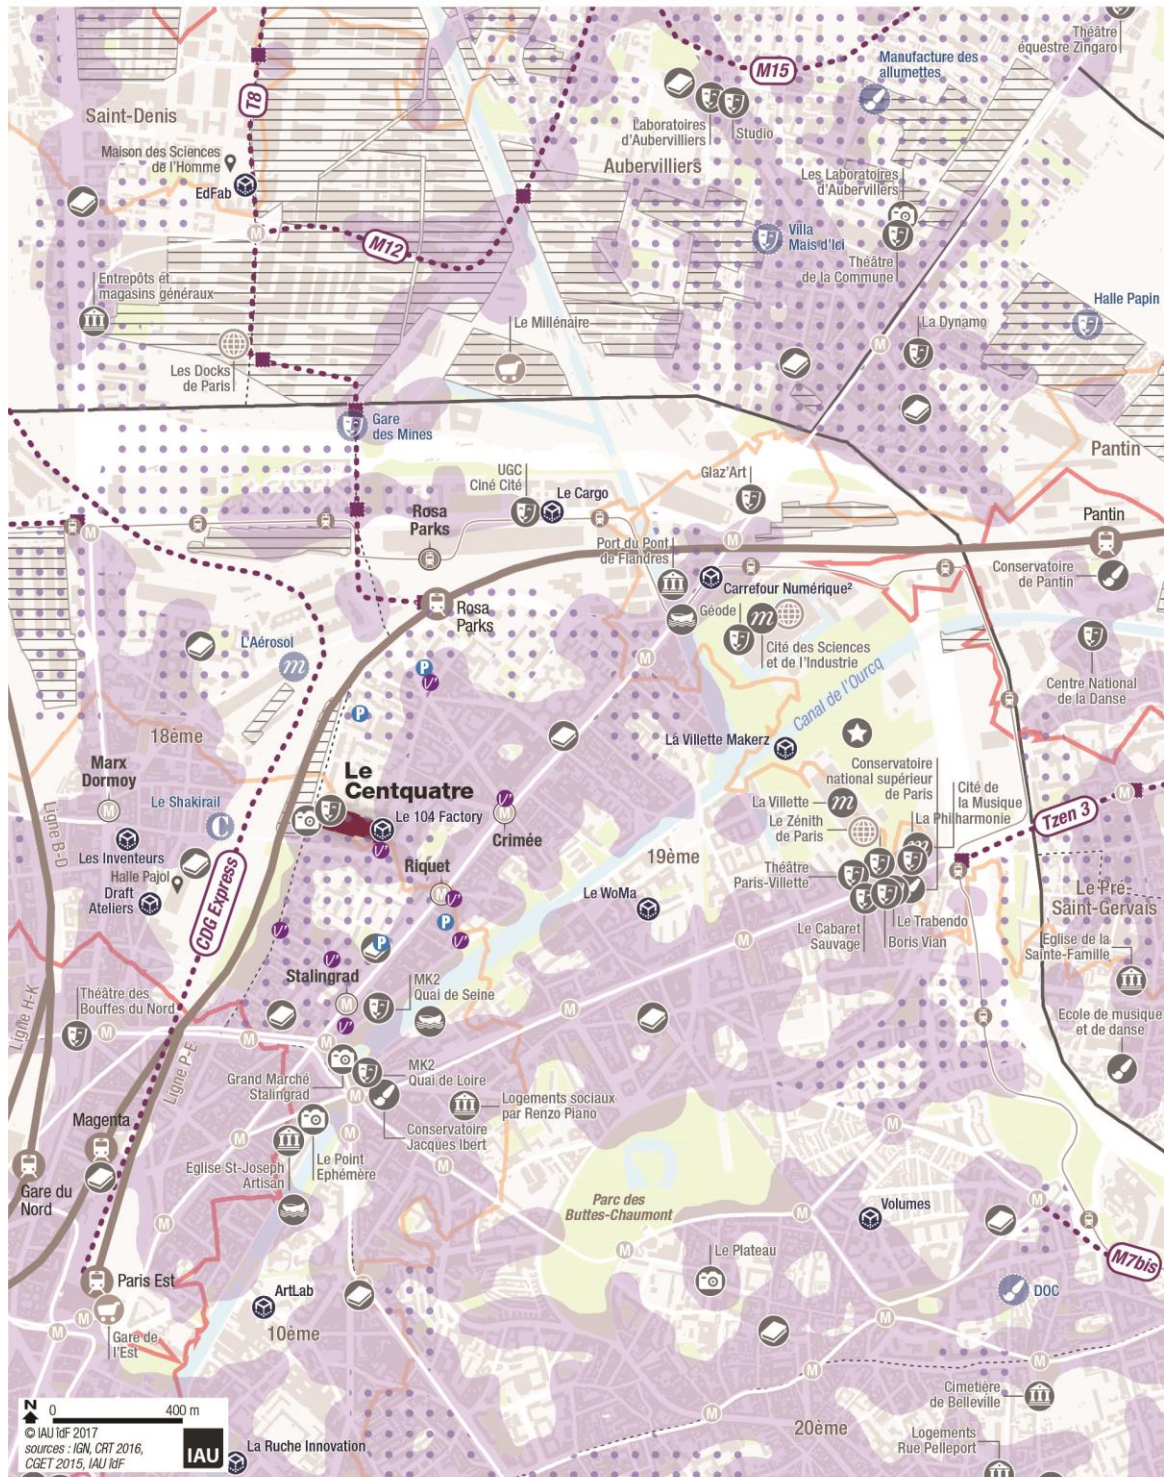 Théâtre
équestre Zingaro
Manufacture des
allumettes
M15
T8
Saint-Denis
Laboratoires
d'Aubervilliers
Studio
Maison des Sciences
de l'Homme
EdFab
Aubervilliers
Les Laboratoires
d'Aubervilliers
M
M12
Villa
Mais d'Ici
Théâtre
de la Commune
Entrepôts et
magasins généraux
Halle Papin
Le Millénaire
La Dynamo
M
Les Docks
de Paris
Gare
des Mines
Pantin
UGC
Ciné Cité
Le Cargo
Glaz'Art
Rosa
Parks
Pantin
M
M
Port du Pont
de Flandres
Conservatoire
de Pantin
Carrefour Numérique²
Rosa
Parks
Géode
m
Cité des Sciences
et de l'Industrie
L'Aérosol
m
M
P
V'
Canal de l'Ourcq
Centre National
de la Danse
P
18ème
La Villette Makerz
Marx
Dormoy
M
Le
Centquatre
Conservatoire
national supérieur
de Paris
Cité de
la Musique
M
Tzen 3
Le Shakirail
C
Le 104 Factory
V'
M
Crimée
La Villette
m
Le Zénith
de Paris
La Philharmonie
V'
Ligne B-D
Les Inventeurs
Halle Pajol
Draft
Ateliers
Riquet
M
V'
19ème
Théâtre
Paris-Villette
Le WoMa
Le Pré-
Saint-Gervais
CDG Express
P
V'
V'
P
Le Cabaret
Sauvage
Le Trabendo
Boris Vian
M
Eglise de la
Sainte-Famille
V'
Stalingrad
M
V'
MK2
Quai de Seine
Théâtre des
Bouffes du Nord
M
Ligne H-K
Ligne P-E
M
M
M
Ecole de musique
et de danse
Grand Marché
Stalingrad
MK2
Quai de Loire
M
Logements sociaux
par Renzo Piano
Conservatoire
Jacques Ibert
Magenta
M
M
M
M
Eglise St-Joseph
Artisan
Le Point
Ephémère
Gare du
Nord
Parc des
Buttes-Chaumont
M
M
M
Volumes
M
M
Le Plateau
M7bis
Paris Est
ArtLab
DOC
M
M
M
Gare de
l'Est
10ème
M
M
M
Cimetière
de Belleville
N
0
400 m
© IAU îdF 2017
sources : IGN, CRT 2016,
CGET 2015, IAU îdF
IAU
La Ruche Innovation
M
20ème
Logements
Rue Pelleport